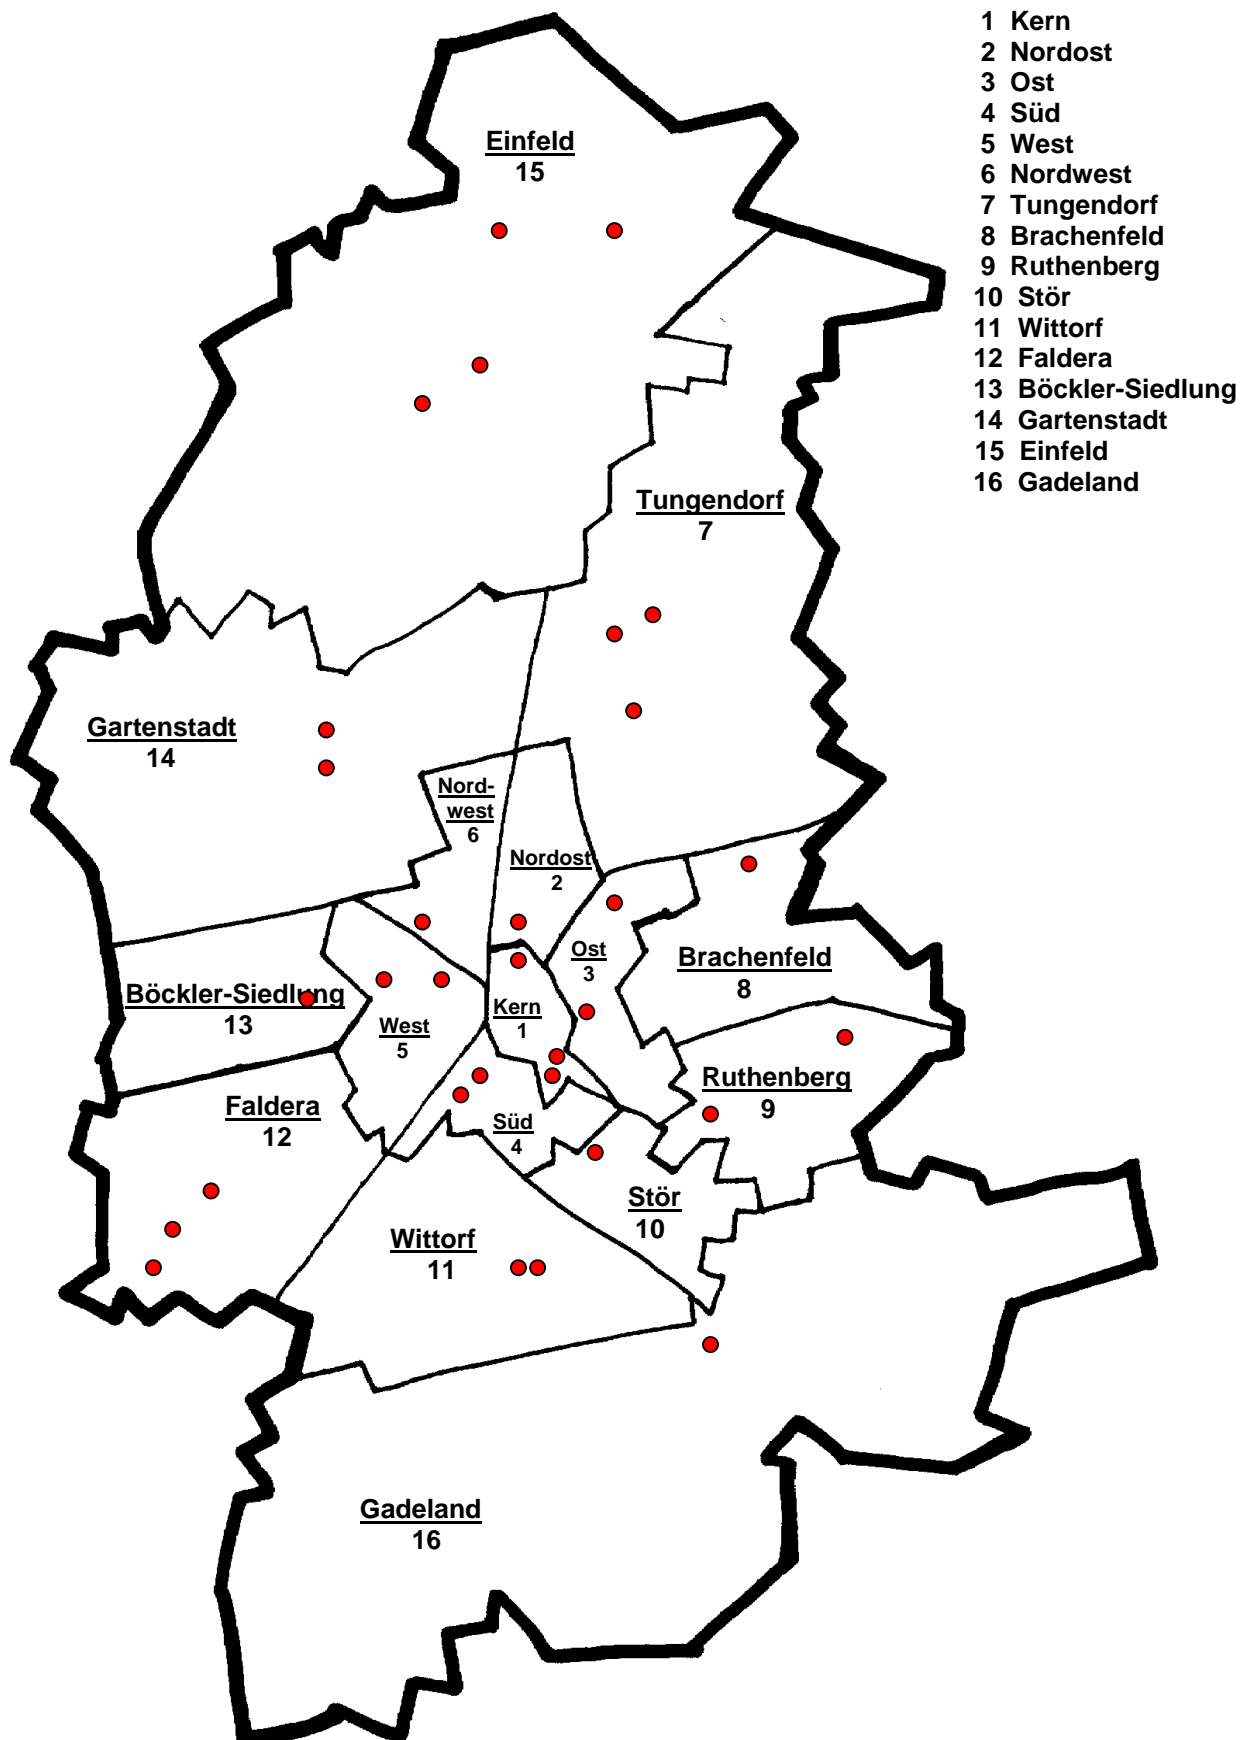 1 Kern
2 Nordost
3 Ost
4 Süd
5 West
6 Nordwest
7 Tungendorf
8 Brachenfeld
9 Ruthenberg
10 Stör
11 Wittorf
12 Faldera
13 Böckler-Siedlung
14 Gartenstadt
15 Einfeld
16 Gadeland
Einfeld
15
Tungendorf
7
Gartenstadt
14
Nord-
west
6
Nordost
2
Ost
3
Brachenfeld
8
Böckler-Siedlung
13
West
5
Kern
1
Ruthenberg
9
Faldera
12
Süd
4
Stör
10
Wittorf
11
Gadeland
16